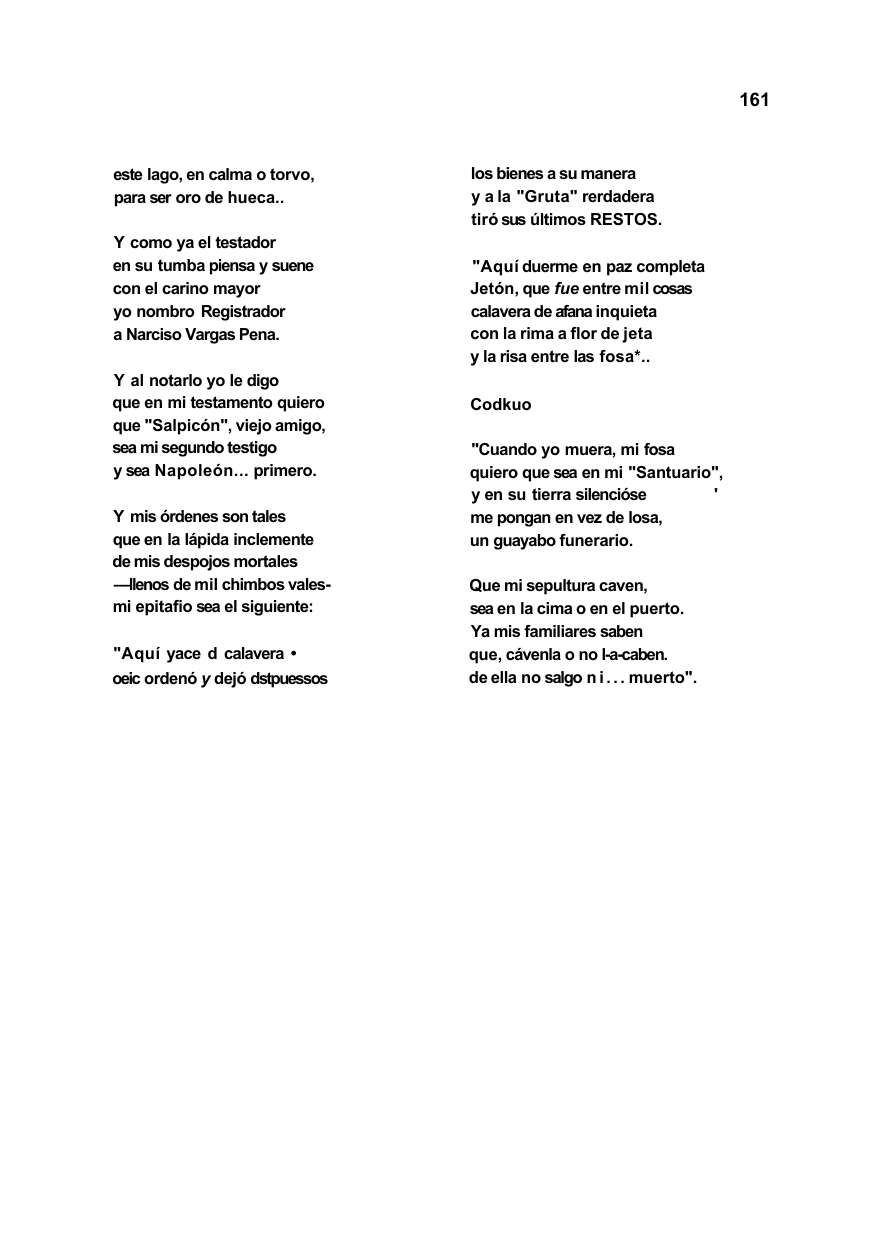 161
este lago, en calma o torvo,
para ser oro de hueca..
Y como ya el testador
en su tumba piensa y suene
con el carino mayor
yo nombro Registrador
a Narciso Vargas Pena.
Y al notarlo yo le digo
que en mi testamento quiero
que "Salpicón", viejo amigo,
sea mi segundo testigo
y sea Napoleón... primero.
Y mis órdenes son tales
que en la lápida inclemente
de mis despojos mortales
—llenos de mil chimbos vales-
mi epitafio sea el siguiente:
"Aquí yace d calavera •
oeic ordenó y dejó dstpuessos
los bienes a su manera
y a la "Gruta" rerdadera
tiró sus últimos RESTOS.
"Aquí duerme en paz completa
Jetón, que fue entre mil cosas
calavera de afana inquieta
con la rima a flor de jeta
y la risa entre las fosa*..
Codkuo
"Cuando yo muera, mi fosa
quiero que sea en mi "Santuario",
y en su tierra silencióse '
me pongan en vez de losa,
un guayabo funerario.
Que mi sepultura caven,
sea en la cima o en el puerto.
Ya mis familiares saben
que, cávenla o no l-a-caben.
de ella no salgo n i . . . muerto".